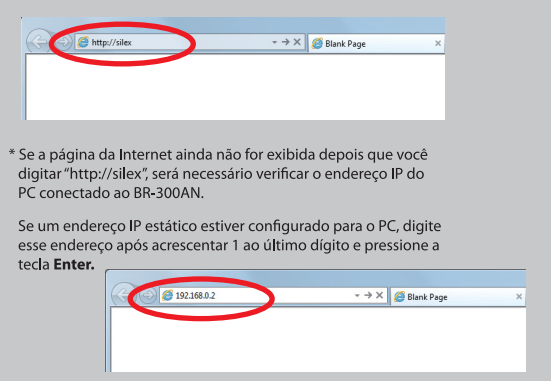 http://silex
Blank Page
* Se a página da Internet ainda não for exibida depois que você
digitar “http://silex”, será necessário verificar o endereço IP do
PC conectado ao BR-300AN.
Se um endereço IP estático estiver configurado para o PC, digite
esse endereço após acrescentar 1 ao último dígito e pressione a
tecla Enter.
192.168.0.2
Blank Page